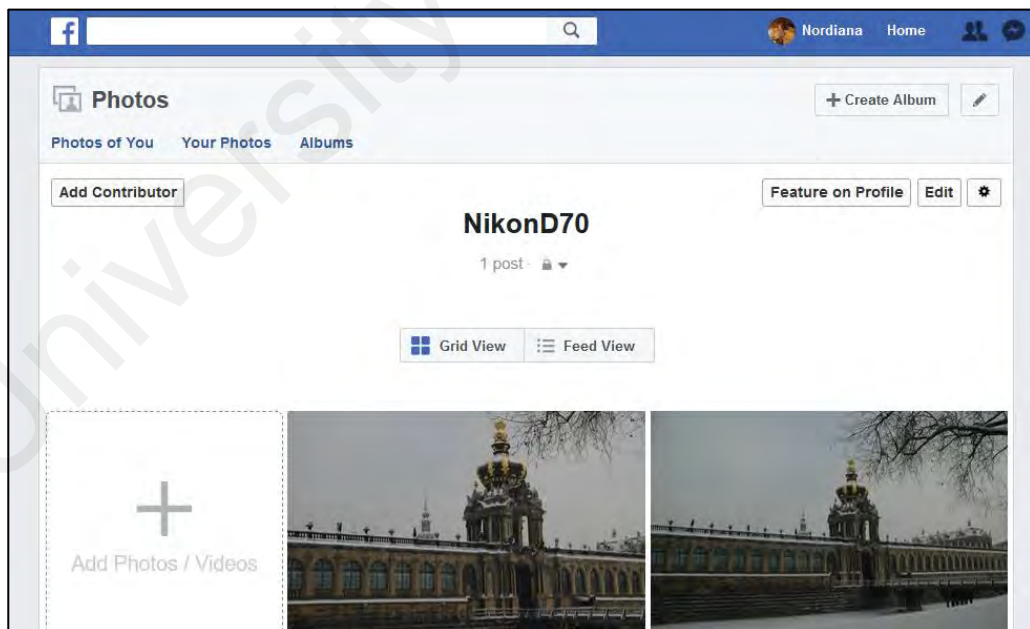 f
Nordiana Home
Photos
+ Create Album
Photos of You Your Photos Albums
Add Contributor
Feature on Profile Edit
NikonD70
1 post ·
Grid View Feed View
Add Photos / Videos
University